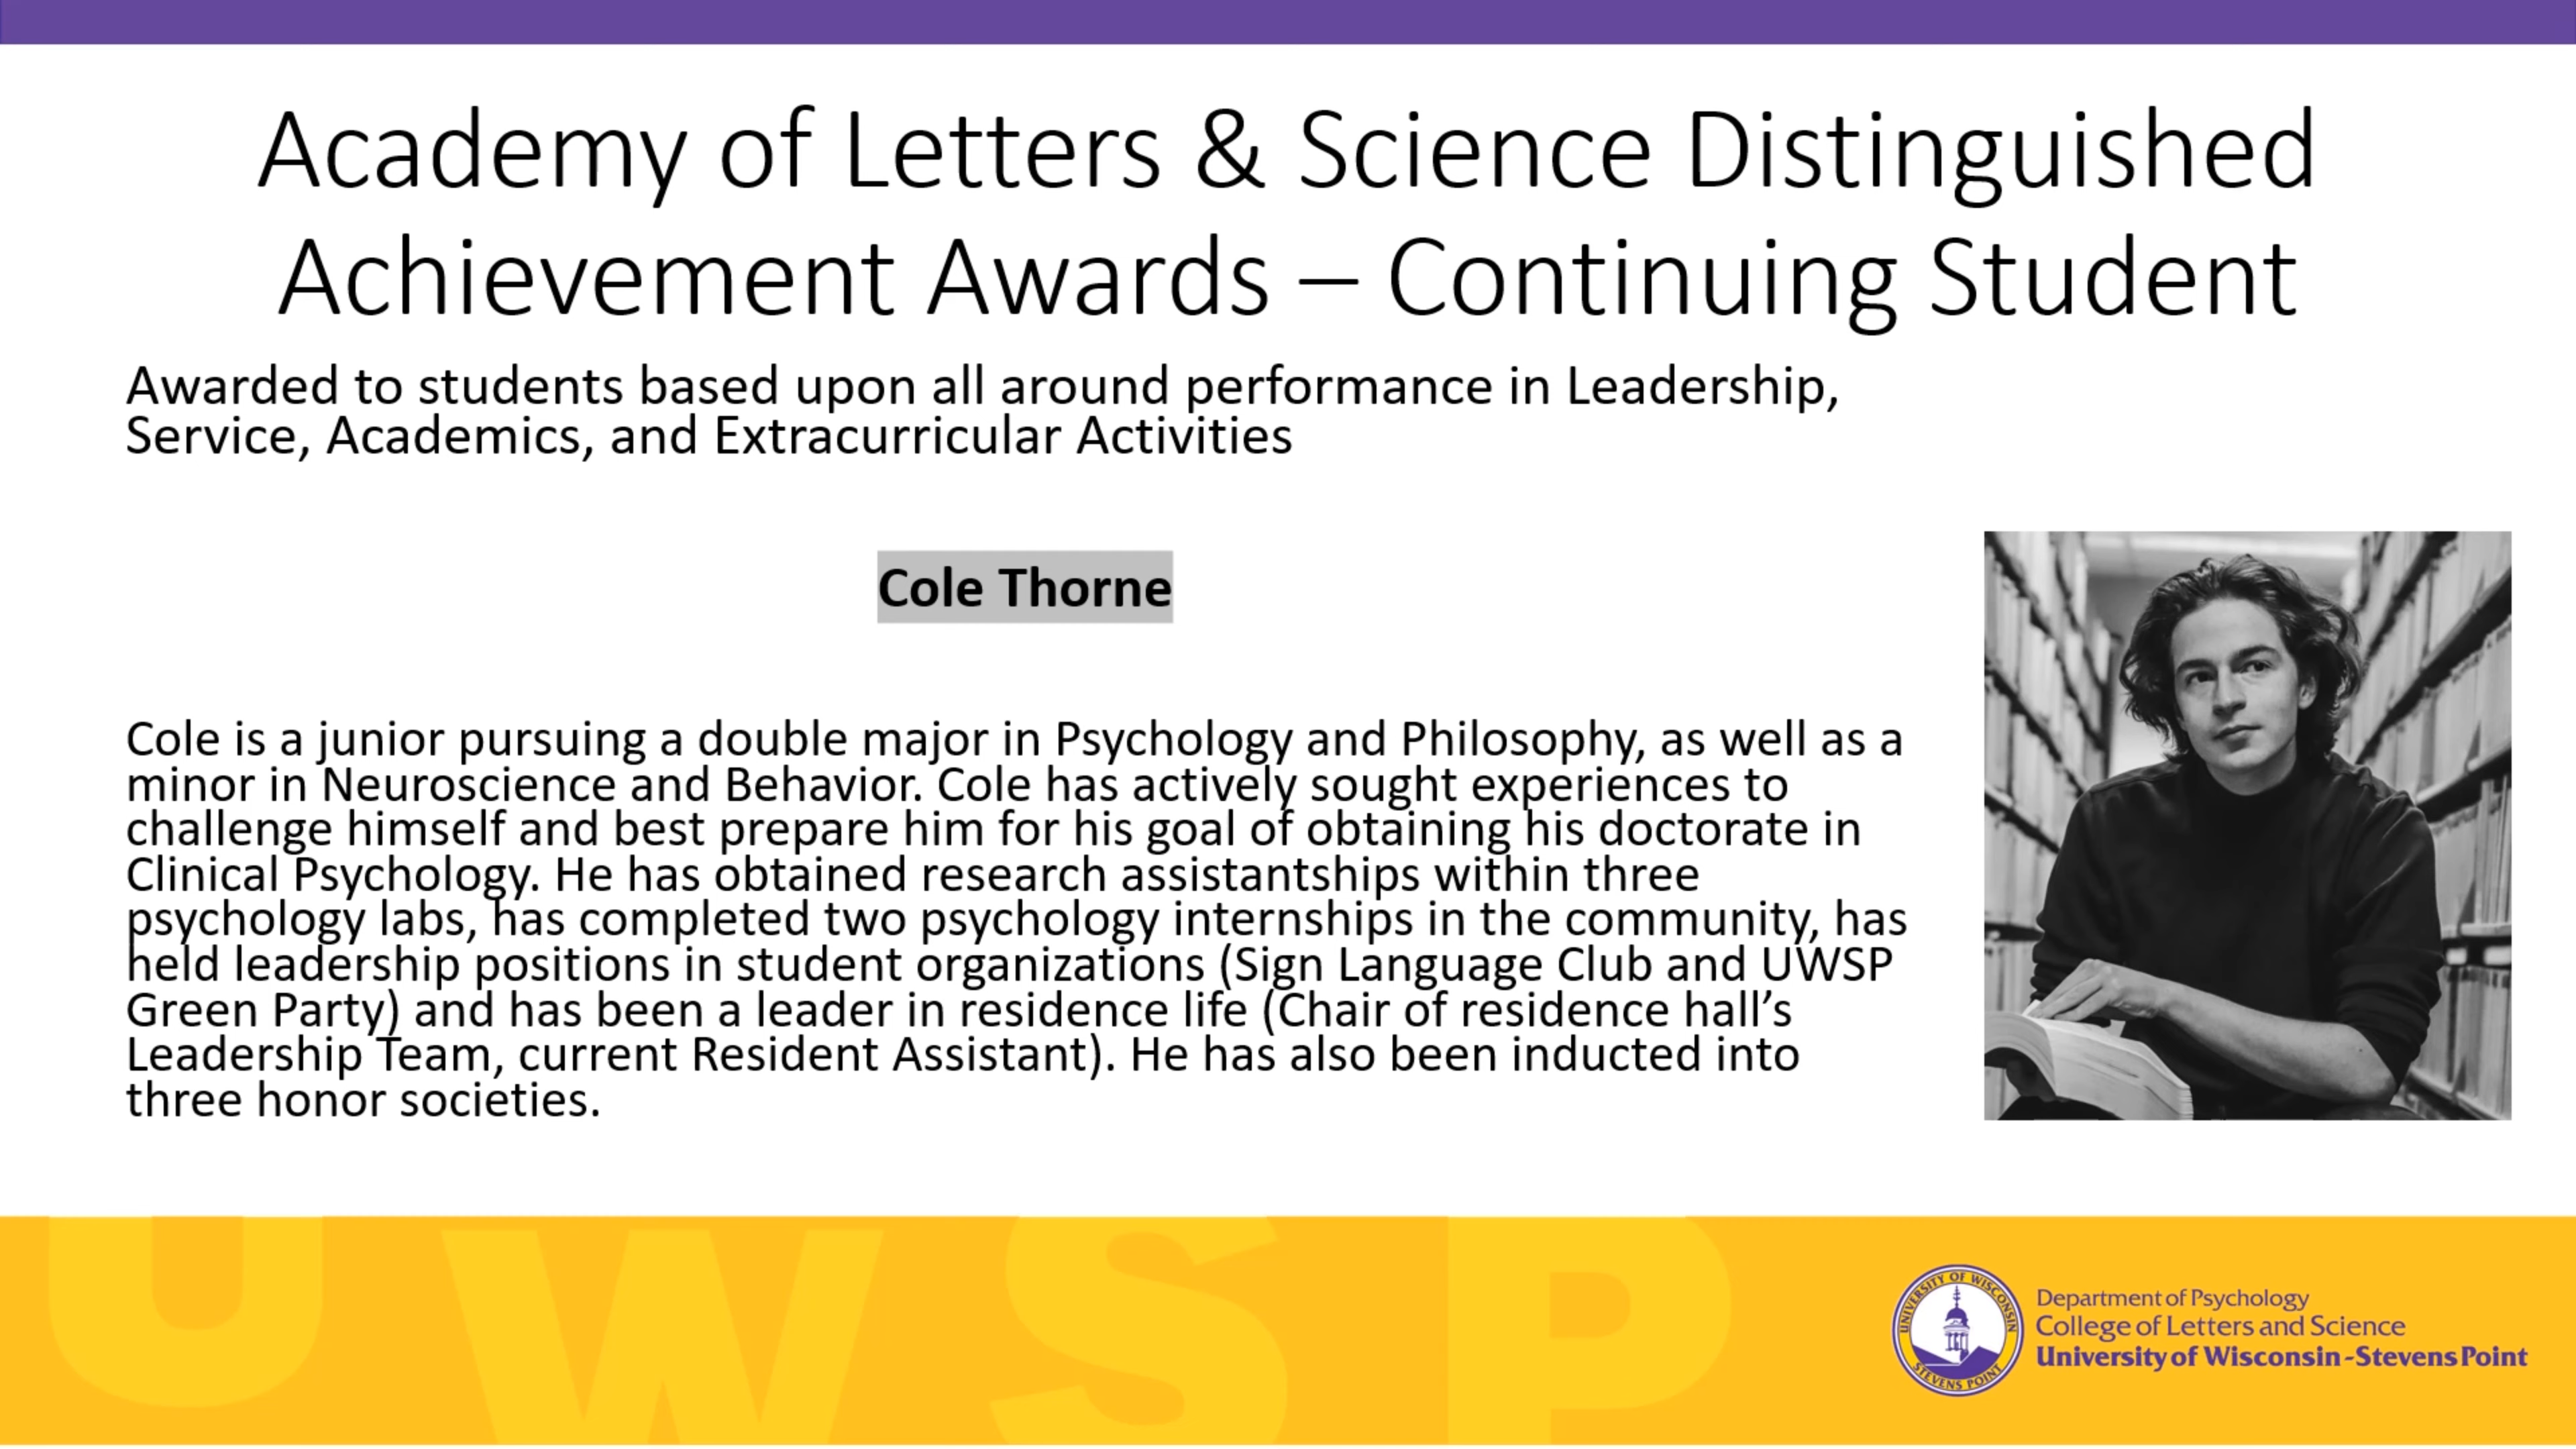 Academy of Letters & Science Distinguished
Achievement Awards – Continuing Student
Awarded to students based upon all around performance in Leadership,
Service, Academics, and Extracurricular Activities
Cole Thorne
Cole is a junior pursuing a double major in Psychology and Philosophy, as well as a
minor in Neuroscience and Behavior. Cole has actively sought experiences to
challenge himself and best prepare him for his goal of obtaining his doctorate in
Clinical Psychology. He has obtained research assistantships within three
psychology labs, has completed two psychology internships in the community, has
held leadership positions in student organizations (Sign Language Club and UWSP
Green Party) and has been a leader in residence life (Chair of residence hall’s
Leadership Team, current Resident Assistant). He has also been inducted into
three honor societies.
UWSP
UNIVERSITY OF WISCONSIN
STEVENS POINT
Department of Psychology
College of Letters and Science
University of Wisconsin-Stevens Point